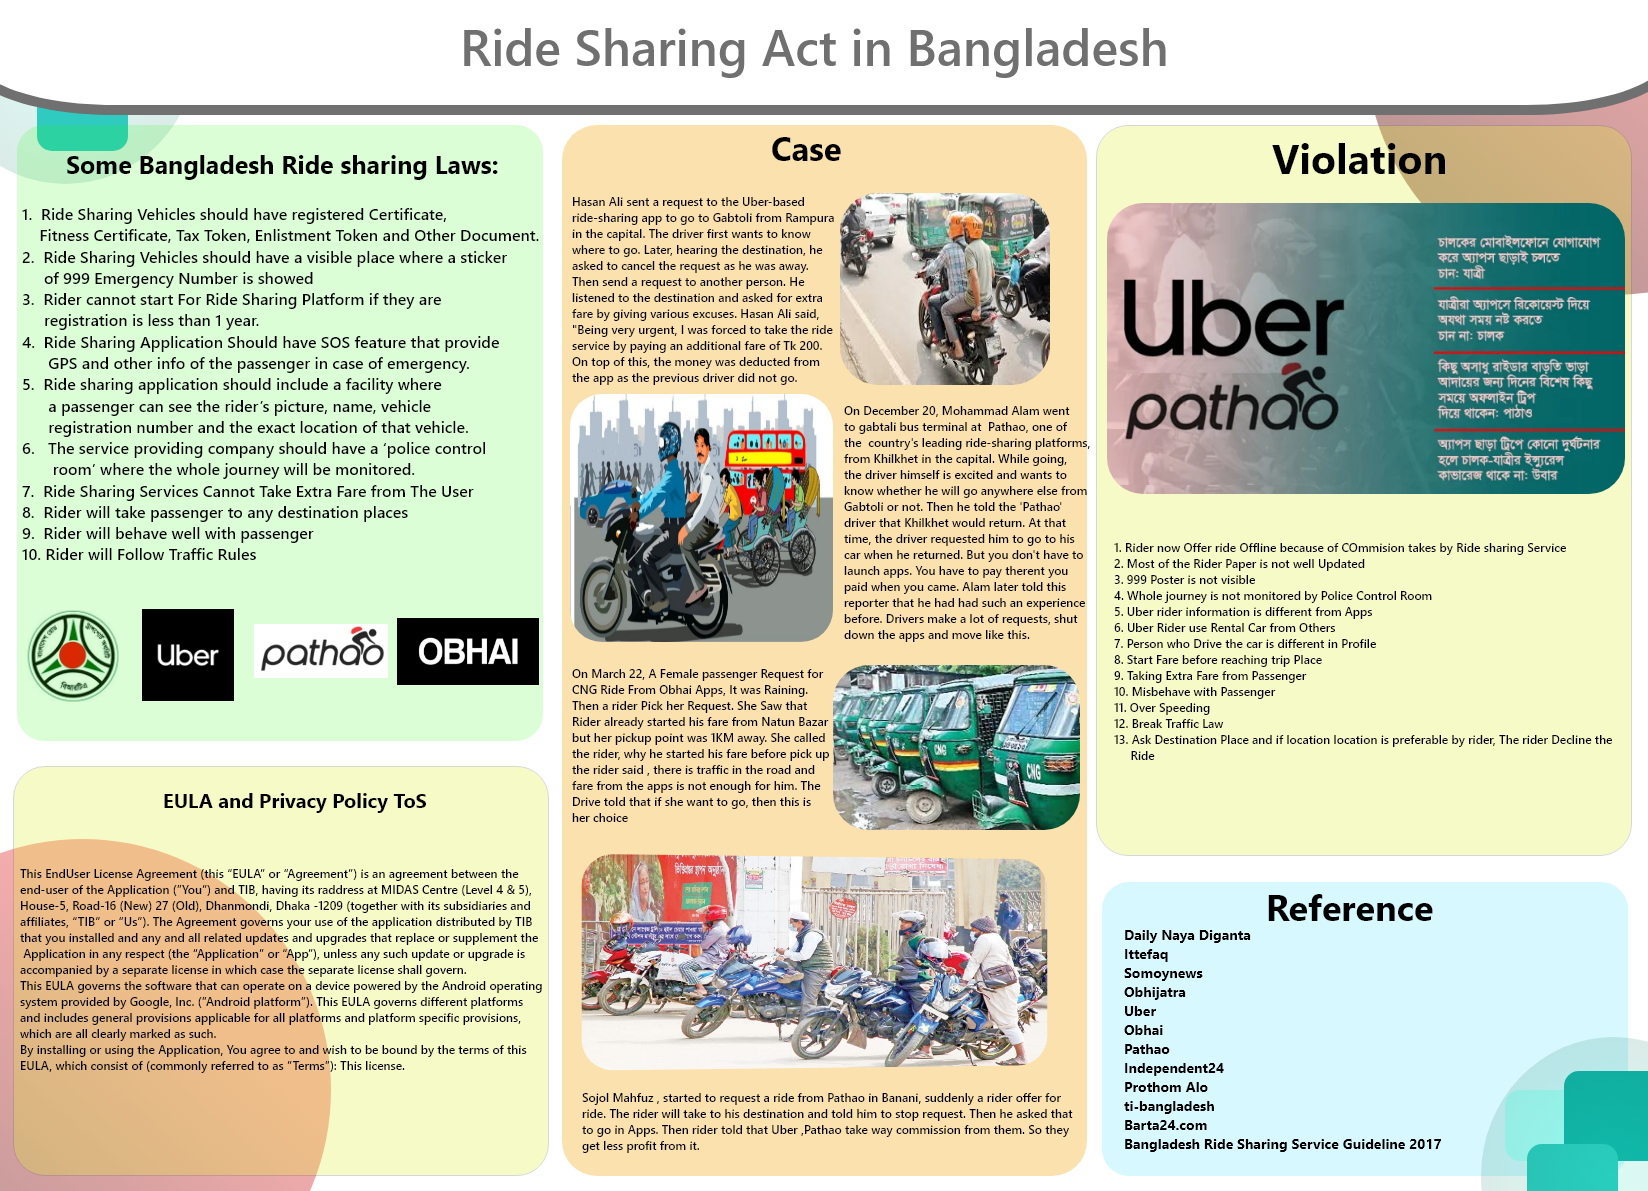 Ride Sharing Act in Bangladesh
Some Bangladesh Ride sharing Laws:
1. Ride Sharing Vehicles should have registered Certificate,
Fitness Certificate, Tax Token, Enlistment Token and Other Document.
2. Ride Sharing Vehicles should have a visible place where a sticker
of 999 Emergency Number is showed
3. Rider cannot start For Ride Sharing Platform if they are
registration is less than 1 year.
4. Ride Sharing Application Should have SOS feature that provide
GPS and other info of the passenger in case of emergency.
5. Ride sharing application should include a facility where
a passenger can see the rider’s picture, name, vehicle
registration number and the exact location of that vehicle.
6. The service providing company should have a ‘police control
room’ where the whole journey will be monitored.
7. Ride Sharing Services Cannot Take Extra Fare from The User
8. Rider will take passenger to any destination places
9. Rider will behave well with passenger
10. Rider will Follow Traffic Rules
Uber
pathao
OBHAI
EULA and Privacy Policy ToS
This EndUser License Agreement (this “EULA” or “Agreement”) is an agreement between the
end-user of the Application (“You”) and TIB, having its raddress at MIDAS Centre (Level 4 & 5),
House-5, Road-16 (New) 27 (Old), Dhanmondi, Dhaka -1209 (together with its subsidiaries and
affiliates, “TIB” or “Us”). The Agreement governs your use of the application distributed by TIB
that you installed and any and all related updates and upgrades that replace or supplement the
Application in any respect (the “Application” or “App”), unless any such update or upgrade is
accompanied by a separate license in which case the separate license shall govern.
This EULA governs the software that can operate on a device powered by the Android operating
system provided by Google, Inc. (“Android platform”). This EULA governs different platforms
and includes general provisions applicable for all platforms and platform specific provisions,
which are all clearly marked as such.
By installing or using the Application, You agree to and wish to be bound by the terms of this
EULA, which consist of (commonly referred to as “Terms”): This license.
Case
Hasan Ali sent a request to the Uber-based
ride-sharing app to go to Gabtoli from Rampura
in the capital. The driver first wants to know
where to go. Later, hearing the destination, he
asked to cancel the request as he was away.
Then send a request to another person. He
listened to the destination and asked for extra
fare by giving various excuses. Hasan Ali said,
"Being very urgent, I was forced to take the ride
service by paying an additional fare of Tk 200.
On top of this, the money was deducted from
the app as the previous driver did not go.
On December 20, Mohammad Alam went
to gabtali bus terminal at Pathao, one of
the country's leading ride-sharing platforms,
from Khilkhet in the capital. While going,
the driver himself is excited and wants to
know whether he will go anywhere else from
Gabtoli or not. Then he told the 'Pathao'
driver that Khilkhet would return. At that
time, the driver requested him to go to his
car when he returned. But you don't have to
launch apps. You have to pay therent you
paid when you came. Alam later told this
reporter that he had had such an experience
before. Drivers make a lot of requests, shut
down the apps and move like this.
On March 22, A Female passenger Request for
CNG Ride From Obhai Apps, It was Raining.
Then a rider Pick her Request. She Saw that
Rider already started his fare from Natun Bazar
but her pickup point was 1KM away. She called
the rider, why he started his fare before pick up
the rider said , there is traffic in the road and
fare from the apps is not enough for him. The
Drive told that if she want to go, then this is
her choice
CNG
CNG
CNG
Sojol Mahfuz , started to request a ride from Pathao in Banani, suddenly a rider offer for
ride. The rider will take to his destination and told him to stop request. Then he asked that
to go in Apps. Then rider told that Uber ,Pathao take way commission from them. So they
get less profit from it.
Violation
Uber
pathao
চালকের মোবাইলফোনে যোগাযোগ
করে অ্যাপস ছাড়াই চলতে
চান: যাত্রী
যাত্রীরা অ্যাপসে রিকোয়েস্ট দিয়ে
অযথা সময় নষ্ট করতে
চান না: চালক
কিছু অসাধু রাইডার বাড়তি ভাড়া
আদায়ের জন্য দিনের বিশেষ কিছু
সময়ে অফলাইন ট্রিপ
দিয়ে থাকেন: পাঠাও
অ্যাপস ছাড়া ট্রিপে কোনো দুর্ঘটনার
হলে চালক-যাত্রীর ইন্স্যুরেন্স
কাভারেজ থাকে না: উবার
1. Rider now Offer ride Offline because of COmmision takes by Ride sharing Service
2. Most of the Rider Paper is not well Updated
3. 999 Poster is not visible
4. Whole journey is not monitored by Police Control Room
5. Uber rider information is different from Apps
6. Uber Rider use Rental Car from Others
7. Person who Drive the car is different in Profile
8. Start Fare before reaching trip Place
9. Taking Extra Fare from Passenger
10. Misbehave with Passenger
11. Over Speeding
12. Break Traffic Law
13. Ask Destination Place and if location location is preferable by rider, The rider Decline the
Ride
Reference
Daily Naya Diganta
Ittefaq
Somoynews
Obhijatra
Uber
Obhai
Pathao
Independent24
Prothom Alo
ti-bangladesh
Barta24.com
Bangladesh Ride Sharing Service Guideline 2017